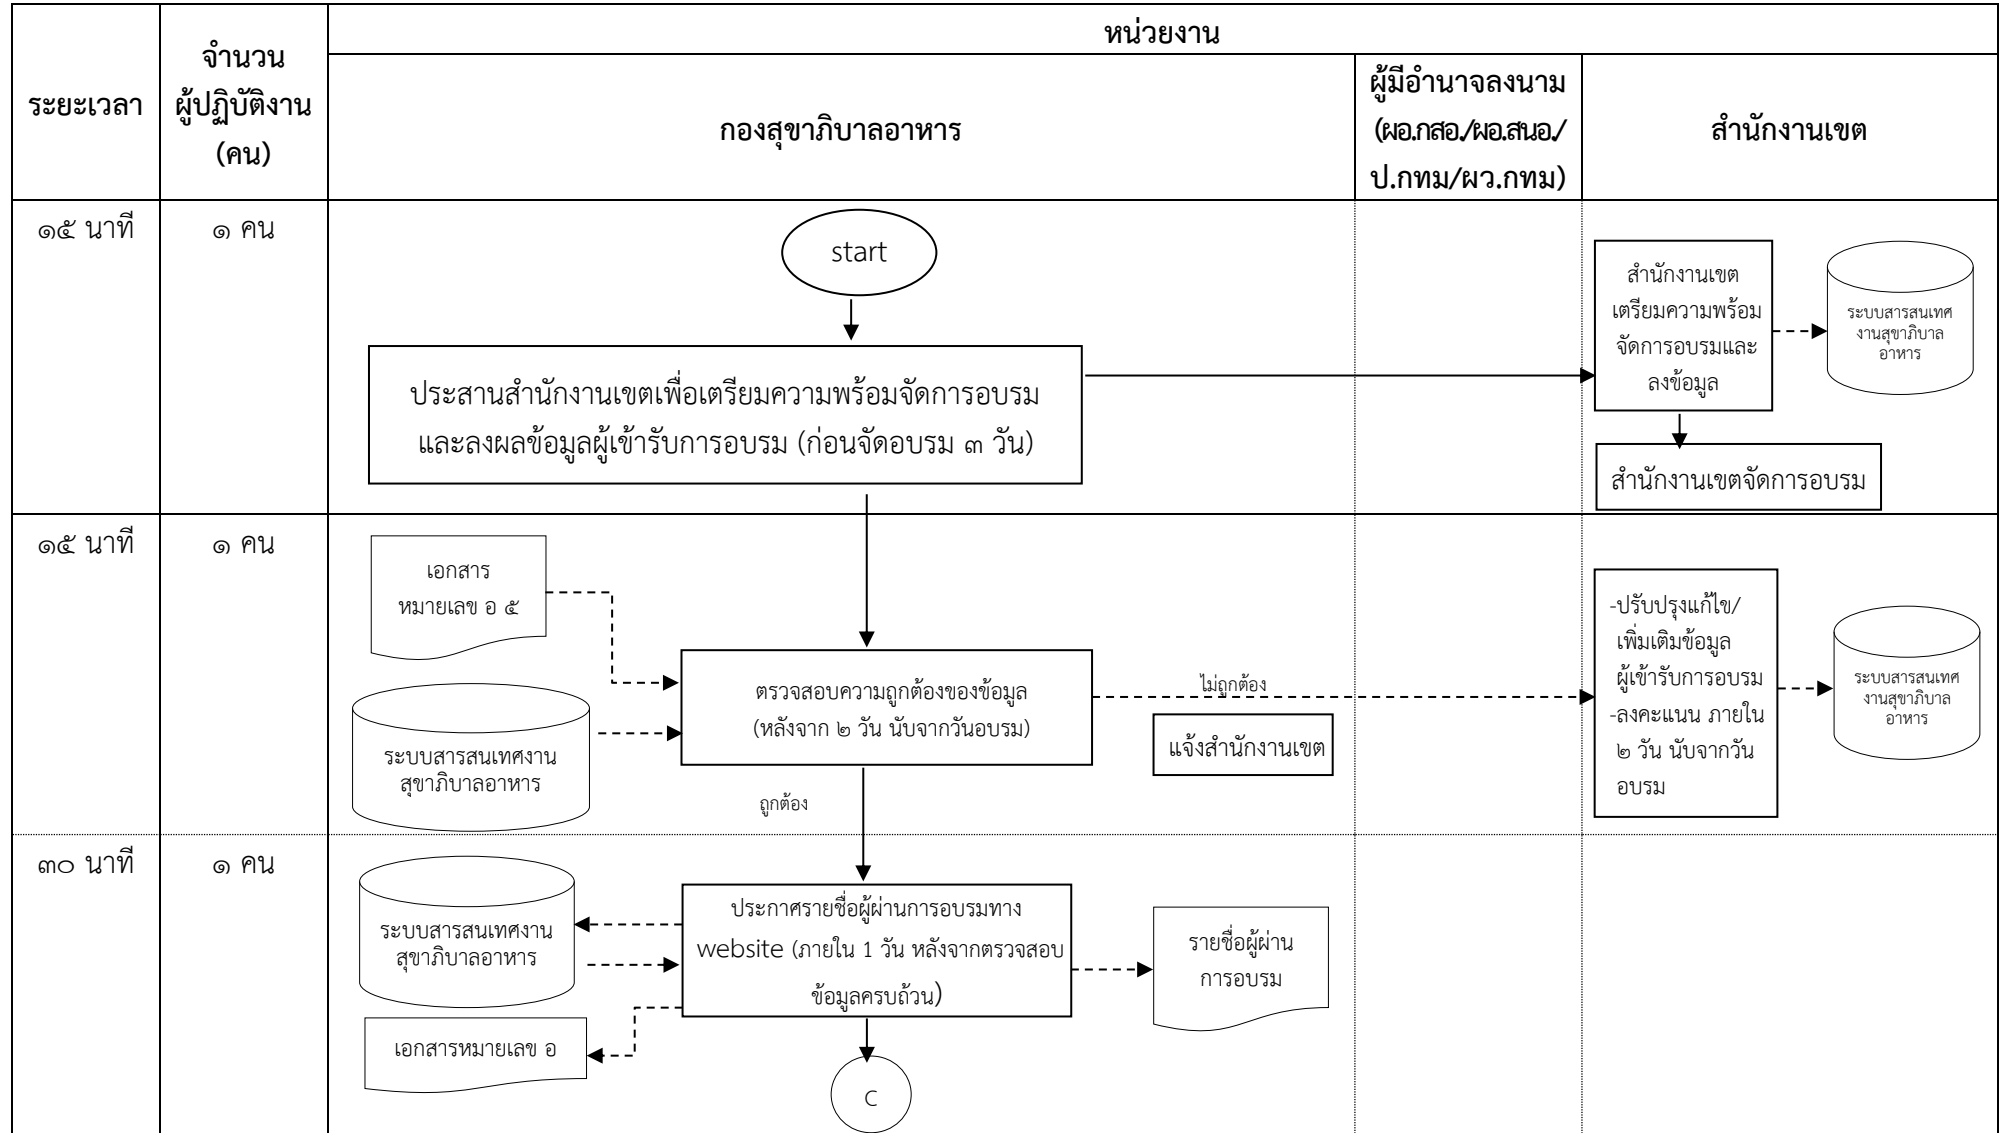 หน่วยงาน
ระยะเวลา
จำนวน
ผู้ปฏิบัติงาน
(คน)
กองสุขาภิบาลอาหาร
ผู้มีอำนาจลงนาม
(ผอ.กสอ./ผอ.สนอ./
ป.กทม/ผว.กทม)
สำนักงานเขต
๑๕ นาที
๑ คน
start
ประสานสำนักงานเขตเพื่อเตรียมความพร้อมจัดการอบรม
และลงผลข้อมูลผู้เข้ารับการอบรม (ก่อนจัดอบรม ๓ วัน)
สำนักงานเขต
เตรียมความพร้อม
จัดการอบรมและ
ลงข้อมูล
ระบบสารสนเทศ
งานสุขาภิบาล
อาหาร
สำนักงานเขตจัดการอบรม
๑๕ นาที
๑ คน
เอกสาร
หมายเลข อ ๕
ระบบสารสนเทศงาน
สุขาภิบาลอาหาร
ตรวจสอบความถูกต้องของข้อมูล
(หลังจาก ๒ วัน นับจากวันอบรม)
ไม่ถูกต้อง
แจ้งสำนักงานเขต
-ปรับปรุงแก้ไข/
เพิ่มเติมข้อมูล
ผู้เข้ารับการอบรม
-ลงคะแนน ภายใน
๒ วัน นับจากวัน
อบรม
ระบบสารสนเทศ
งานสุขาภิบาล
อาหาร
ถูกต้อง
๓๐ นาที
๑ คน
ระบบสารสนเทศงาน
สุขาภิบาลอาหาร
ประกาศรายชื่อผู้ผ่านการอบรมทาง
website (ภายใน 1 วัน หลังจากตรวจสอบ
ข้อมูลครบถ้วน)
รายชื่อผู้ผ่าน
การอบรม
เอกสารหมายเลข อ
C